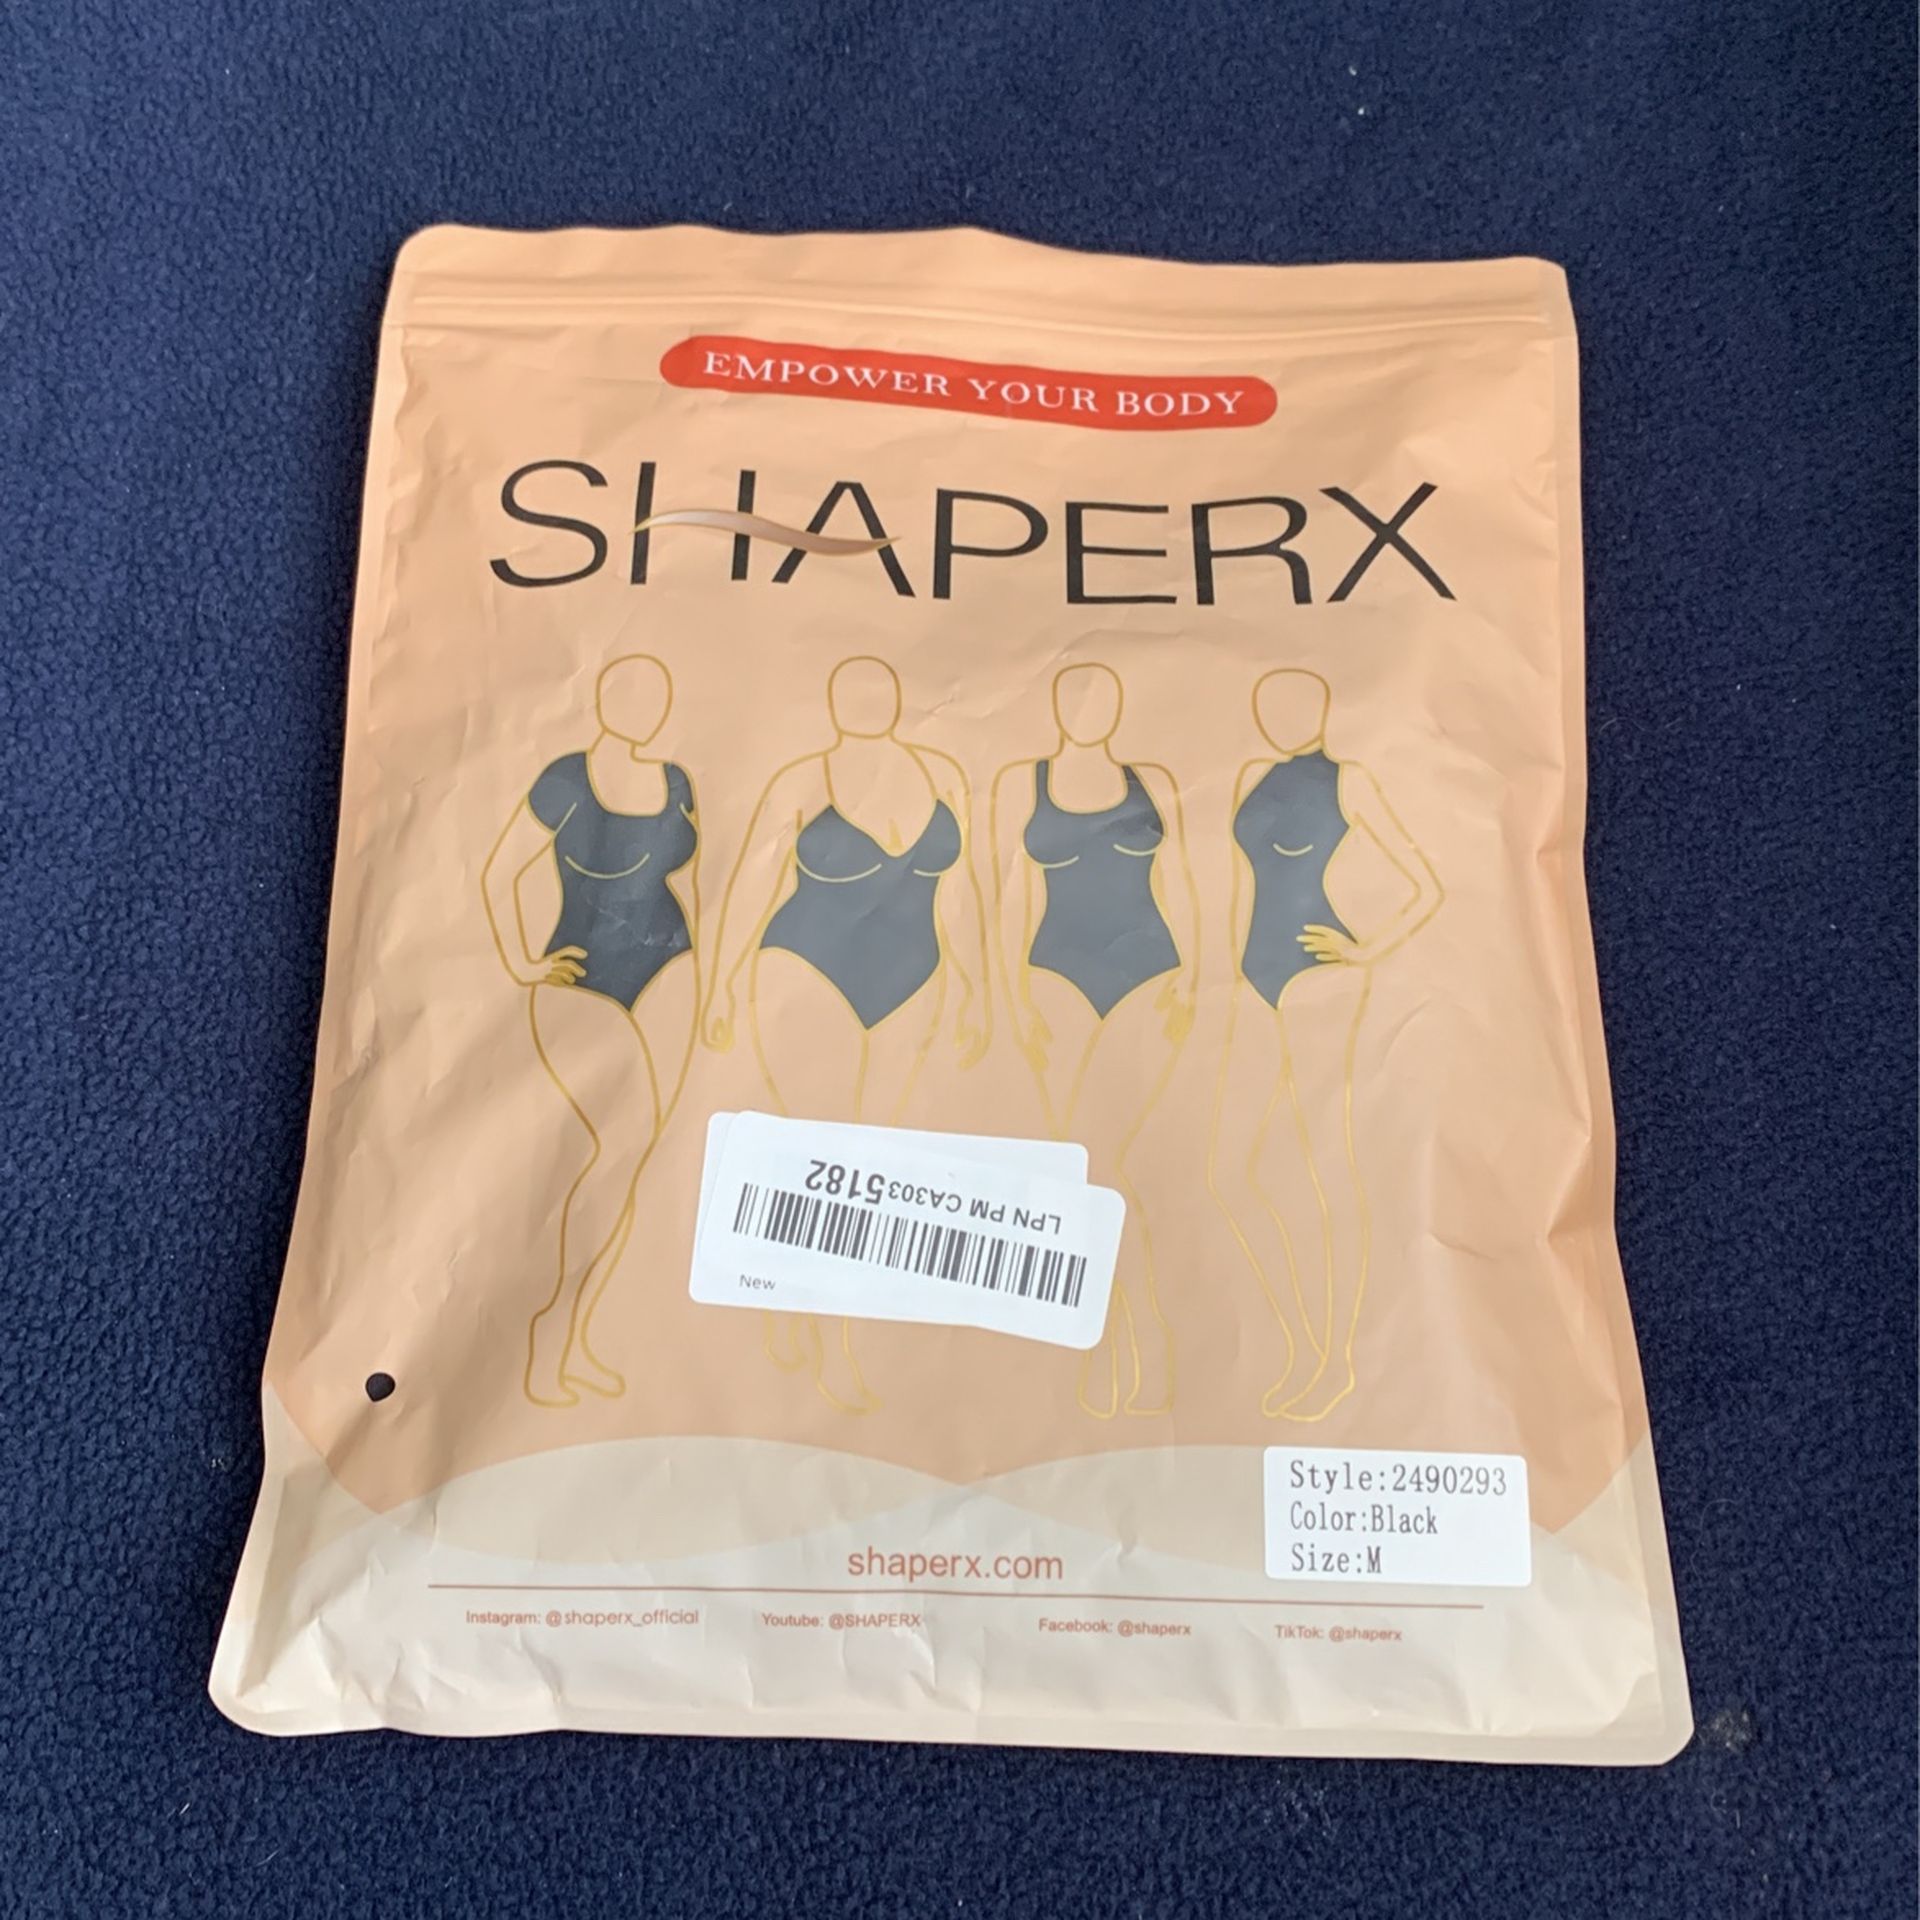 EMPOWER YOUR BODY
SHAPERX
LPN PM CA3035182
New
Style:2490293
Color:Black
Size:M
shaperx.com
Instagram: @shaperx_official Youtube: @SHAPERX Facebook: @shaperx TikTok: @shaperx